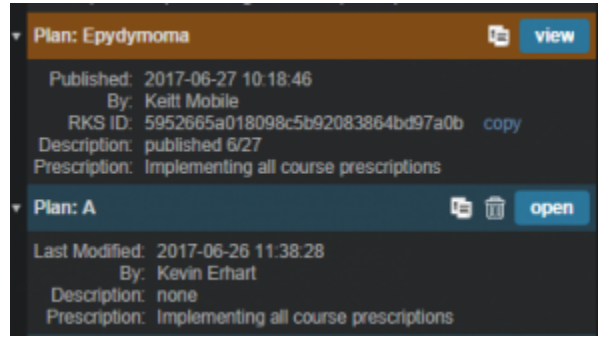 Plan: Epydymoma view
Published: 2017-06-27 10:18:46
By: Keitt Mobile
RKS ID: 5952665a018098c5b92083864bd97a0b copy
Description: published 6/27
Prescription: Implementing all course prescriptions
Plan: A open
Last Modified: 2017-06-26 11:38:28
By: Kevin Erhart
Description: none
Prescription: Implementing all course prescriptions